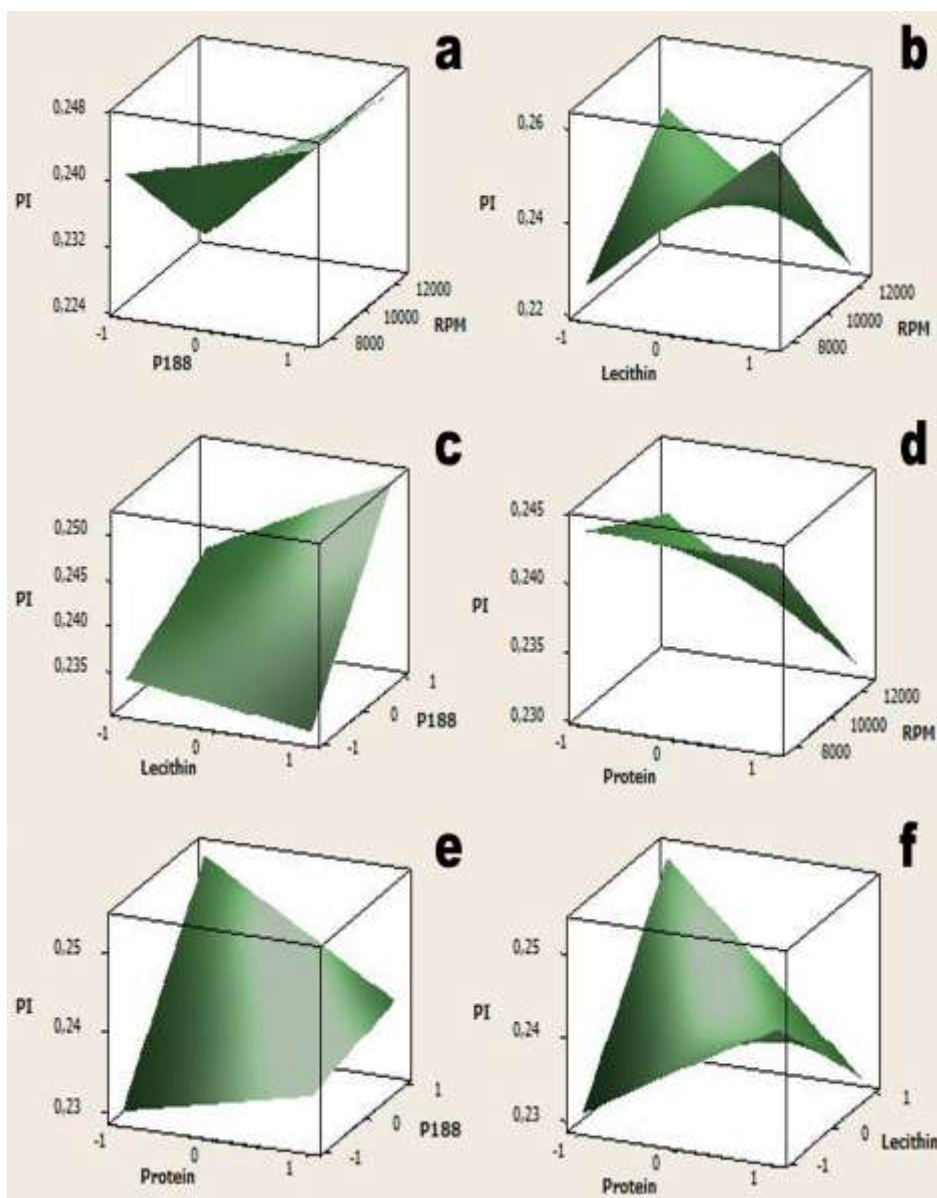 a
0,248
0,240
PI
0,232
0,224
-1
0
1
P188
8000
10000
12000
RPM
b
0,26
PI
0,24
0,22
-1
0
1
Lecithin
8000
10000
12000
RPM
c
0,250
0,245
PI
0,240
0,235
-1
0
1
Lecithin
-1
0
1
P188
d
0,245
0,240
PI
0,235
0,230
-1
0
1
Protein
8000
10000
12000
RPM
e
0,25
PI
0,24
0,23
-1
0
1
Protein
-1
0
1
P188
f
0,25
PI
0,24
0,23
-1
0
1
Protein
-1
0
1
Lecithin